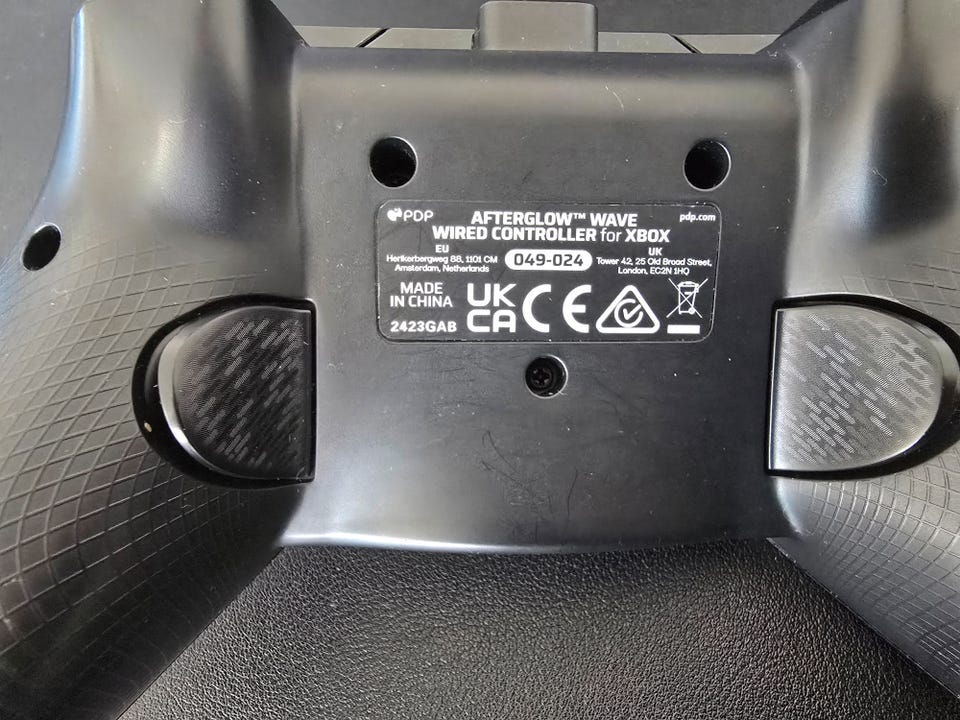 PDP
AFTERGLOW™ WAVE
pdp.com
WIRED CONTROLLER for XBOX
EU
Herikerbergweg 88, 1101 CM
Amsterdam, Netherlands
049-024
UK
Tower 42, 25 Old Broad Street,
London, EC2N 1HQ
MADE
IN CHINA
2423GAB
UK
CA
CE